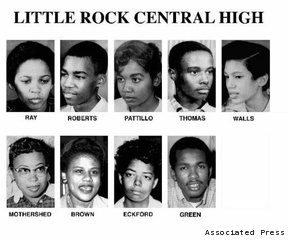 LITTLE ROCK CENTRAL HIGH
RAY ROBERTS PATTILLO THOMAS WALLS
MOTHERSHED BROWN ECKFORD GREEN
Associated Press